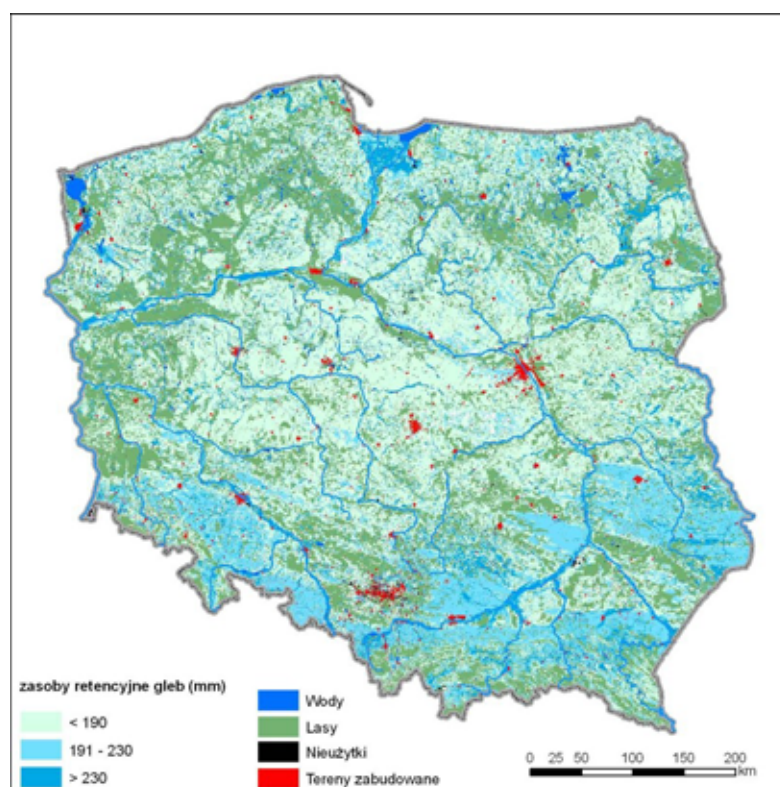 zasoby retencyjne gleb (mm)
< 190
191 - 230
> 230
Wody
Lasy
Nieużytki
Tereny zabudowane
0 25 50 100 150 200
km